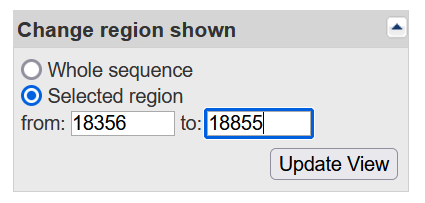 Change region shown
Whole sequence
Selected region
from: 18356 to: 18855
Update View